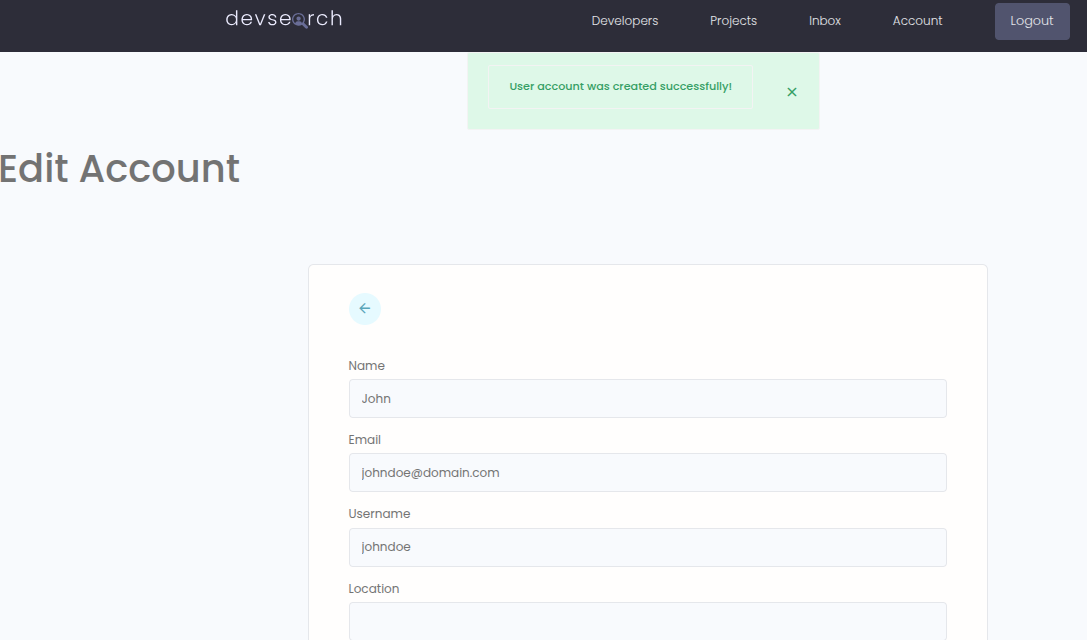 devsearch
Developers
Projects
Inbox
Account
Logout
User account was created successfully!
×
Edit Account
Name
John
Email
johndoe@domain.com
Username
johndoe
Location